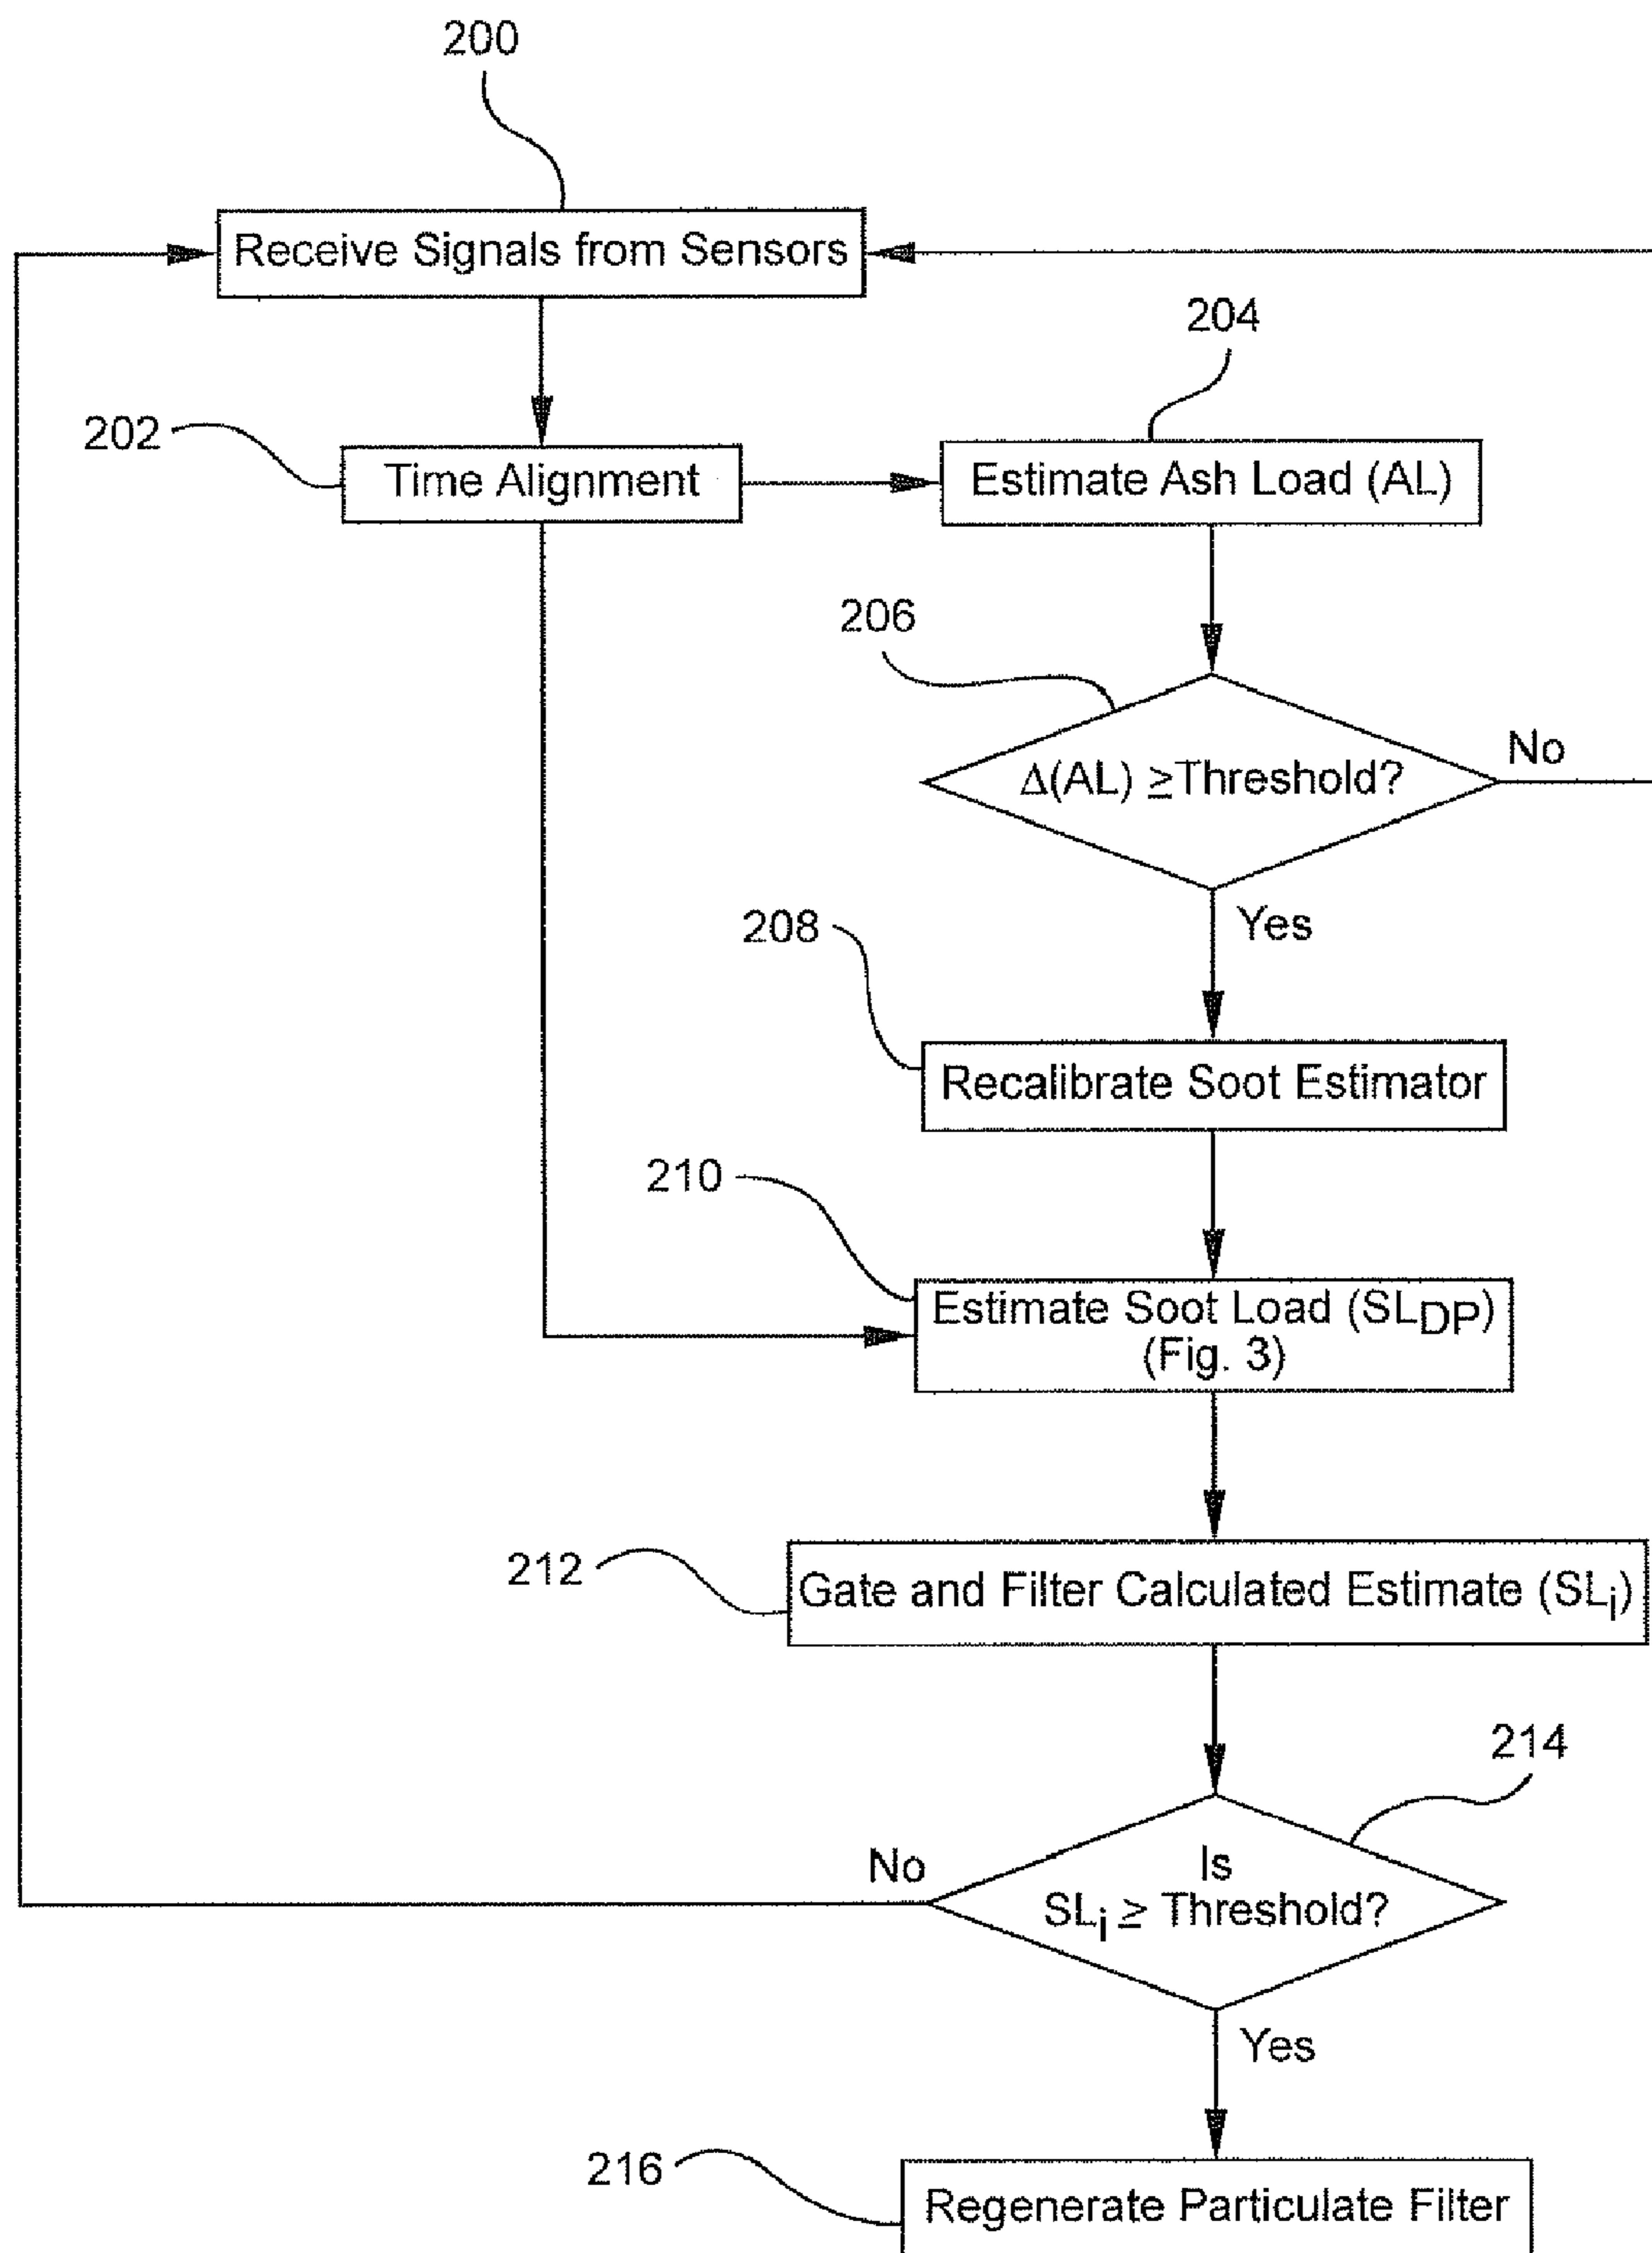 200
Receive Signals from Sensors
204
202
Time Alignment
Estimate Ash Load (AL)
206
Δ(AL) ≥Threshold?
No
Yes
208
Recalibrate Soot Estimator
210
Estimate Soot Load (SLDP)
(Fig. 3)
212
Gate and Filter Calculated Estimate (SLi)
214
No
Is
SLi ≥ Threshold?
Yes
216
Regenerate Particulate Filter